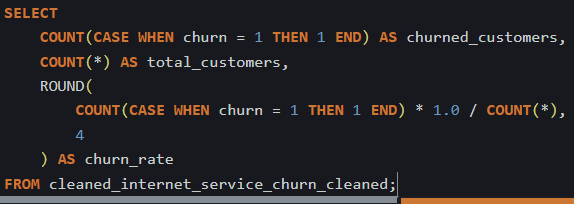 SELECT
    COUNT(CASE WHEN churn = 1 THEN 1 END) AS churned_customers,
    COUNT(*) AS total_customers,
    ROUND(
        COUNT(CASE WHEN churn = 1 THEN 1 END) * 1.0 / COUNT(*),
        4
    ) AS churn_rate
FROM cleaned_internet_service_churn_cleaned;